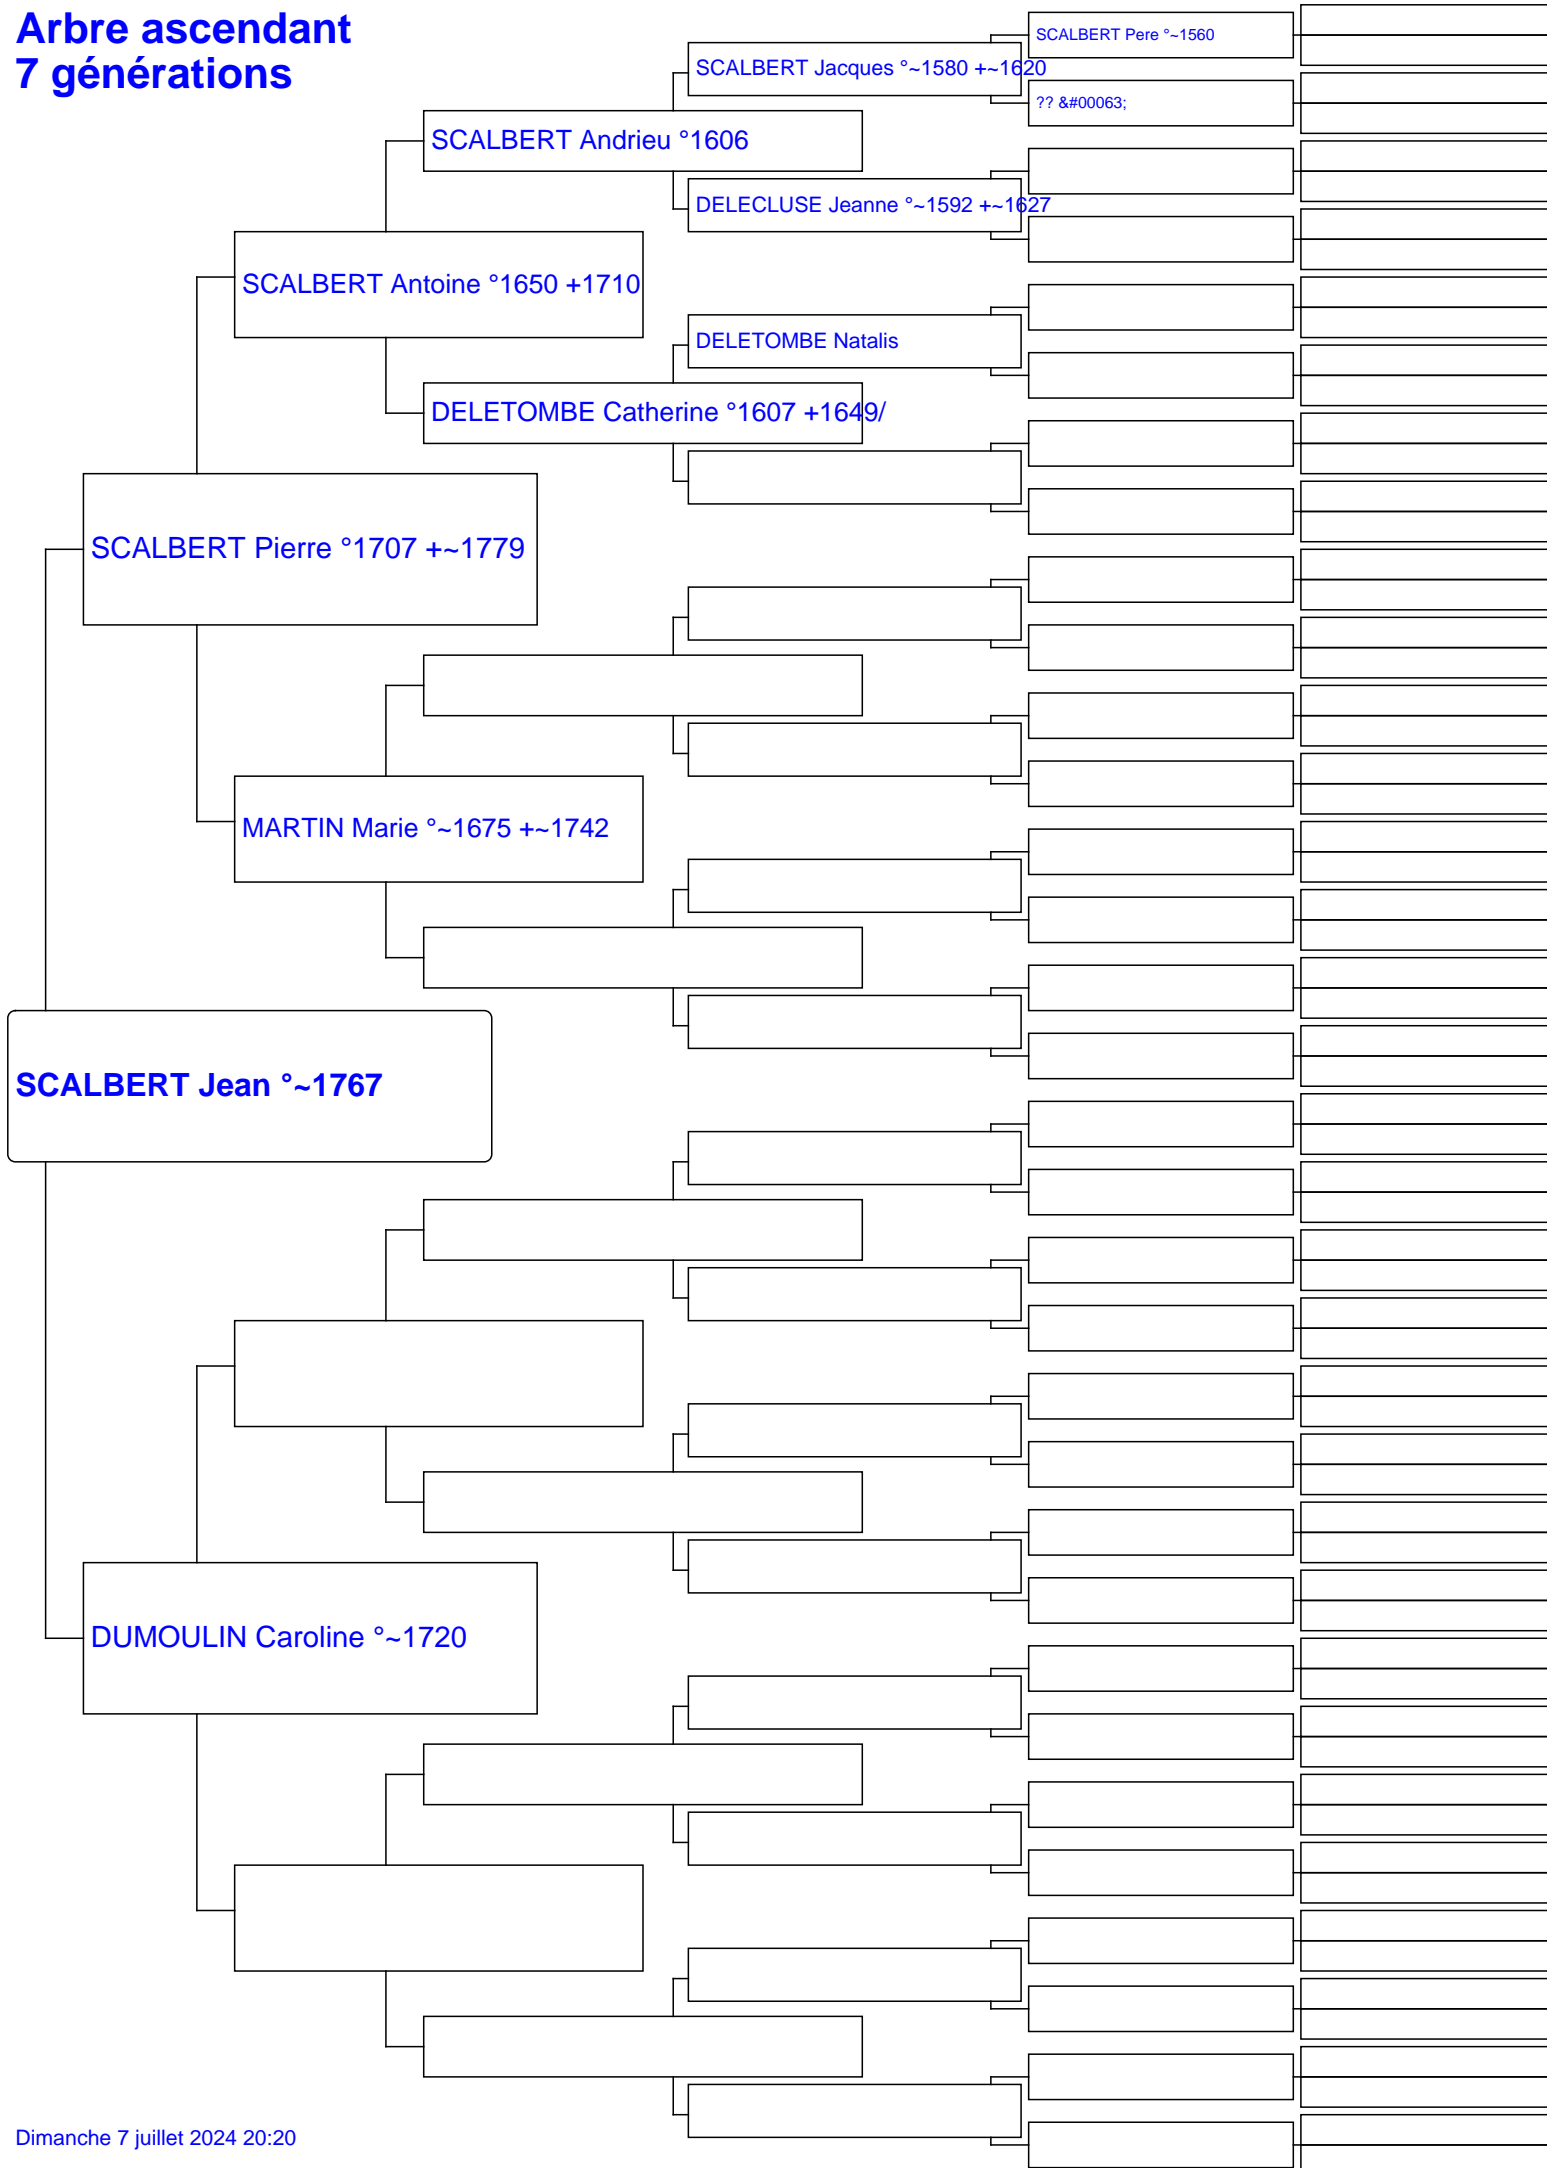 Arbre ascendant
7 générations
SCALBERT Pere °~1560
SCALBERT Jacques °~1580 +~1620
?? &#00063;
SCALBERT Andrieu °1606
DELECLUSE Jeanne °~1592 +~1627
SCALBERT Antoine °1650 +1710
DELETOMBE Natalis
DELETOMBE Catherine °1607 +1649/
SCALBERT Pierre °1707 +~1779
MARTIN Marie °~1675 +~1742
SCALBERT Jean °~1767
DUMOULIN Caroline °~1720
Dimanche 7 juillet 2024 20:20